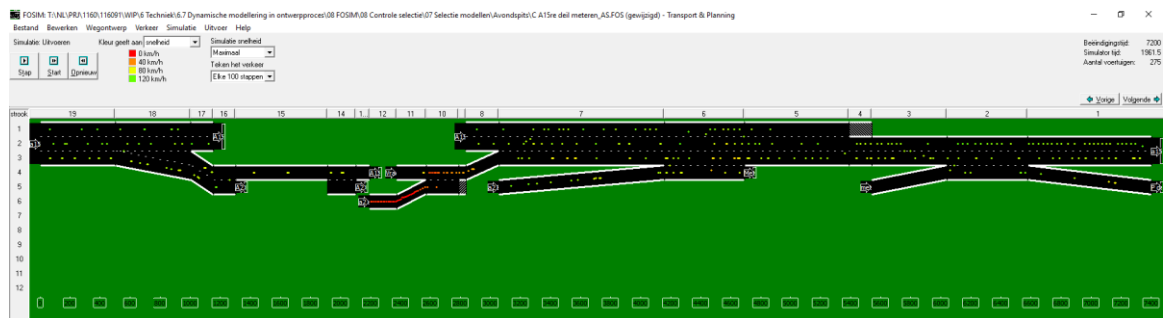 FOSIM: T:\NL\PRJ\1160\116091\WIP\6 Techniek\6.7 Dynamische modellering in ontwerpproces\08 FOSIM\08 Controle selectie\07 Selectie modellen\Avondspits\C A15re deil meteren_AS.FOS (gewijzigd) - Transport & Planning
Bestand Bewerken Wegontwerp Verkeer Simulatie Uitvoer Help
Simulatie: Uitvoeren
Kleur geeft aan: snelheid
Simulatie snelheid
Beëindigingstijd: 7200
0 km/h
Maximaal
Simulator tijd: 1961.5
40 km/h
Teken het verkeer
Aantal voertuigen: 275
80 km/h
Elke 100 stappen
120 km/h
Stap Start Opnieuw
Vorige Volgende
strook 19 18 17 16 15 14 1... 12 11 10 8 7 6 5 4 3 2 1
1
2
3
4
5
6
7
8
9
10
11
12